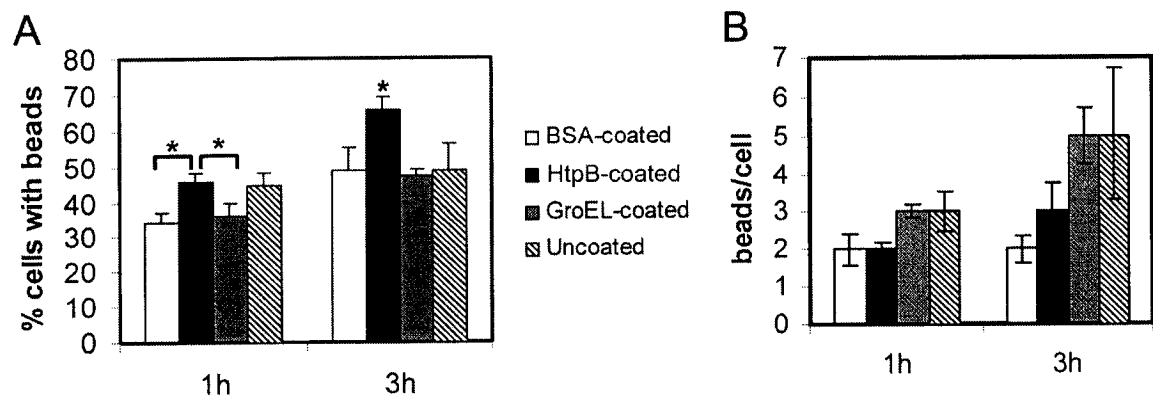 A
% cells with beads
80
70
60
50
40
30
20
10
0
*
*
*
1h
3h
BSA-coated
HtpB-coated
GroEL-coated
Uncoated
B
beads/cell
7
6
5
4
3
2
1
0
1h
3h